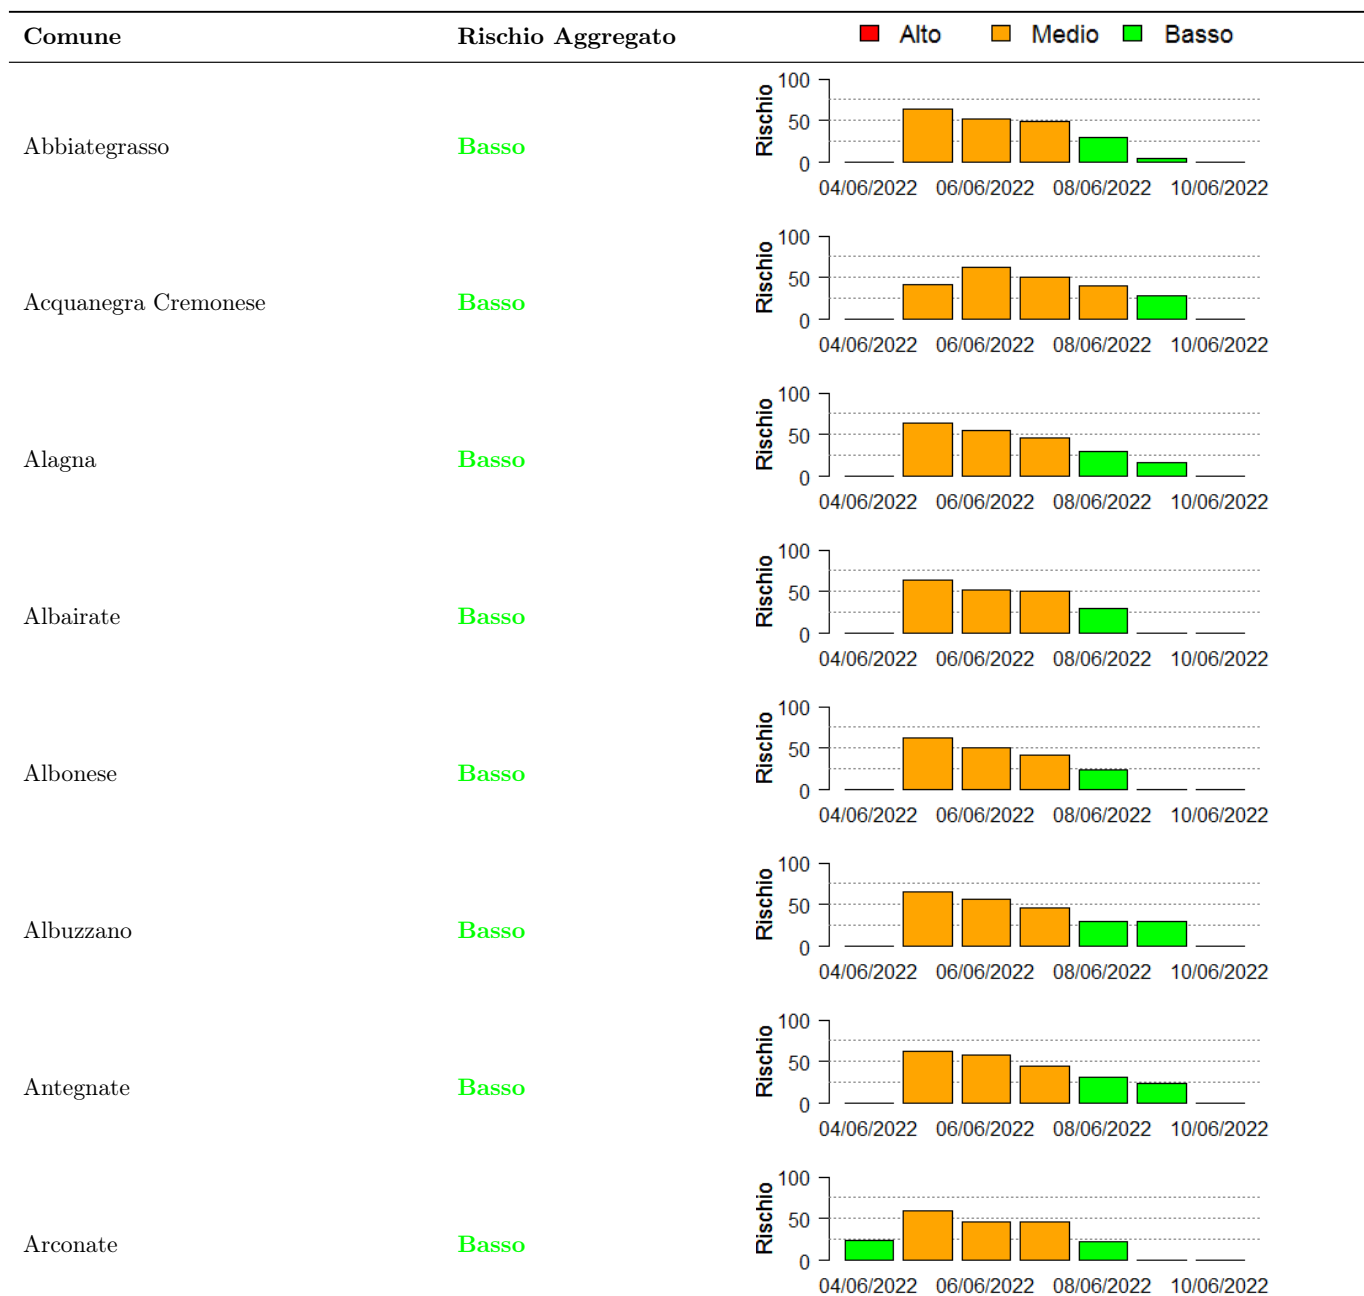 Comune Rischio Aggregato Alto Medio Basso
100
Rischio
50
0
04/06/2022 06/06/2022 08/06/2022 10/06/2022
Abbiategrasso Basso
100
Rischio
50
0
04/06/2022 06/06/2022 08/06/2022 10/06/2022
Acquanegra Cremonese Basso
100
Rischio
50
0
04/06/2022 06/06/2022 08/06/2022 10/06/2022
Alagna Basso
100
Rischio
50
0
04/06/2022 06/06/2022 08/06/2022 10/06/2022
Albairate Basso
100
Rischio
50
0
04/06/2022 06/06/2022 08/06/2022 10/06/2022
Albonese Basso
100
Rischio
50
0
04/06/2022 06/06/2022 08/06/2022 10/06/2022
Albuzzano Basso
100
Rischio
50
0
04/06/2022 06/06/2022 08/06/2022 10/06/2022
Antegnate Basso
100
Rischio
50
0
04/06/2022 06/06/2022 08/06/2022 10/06/2022
Arconate Basso